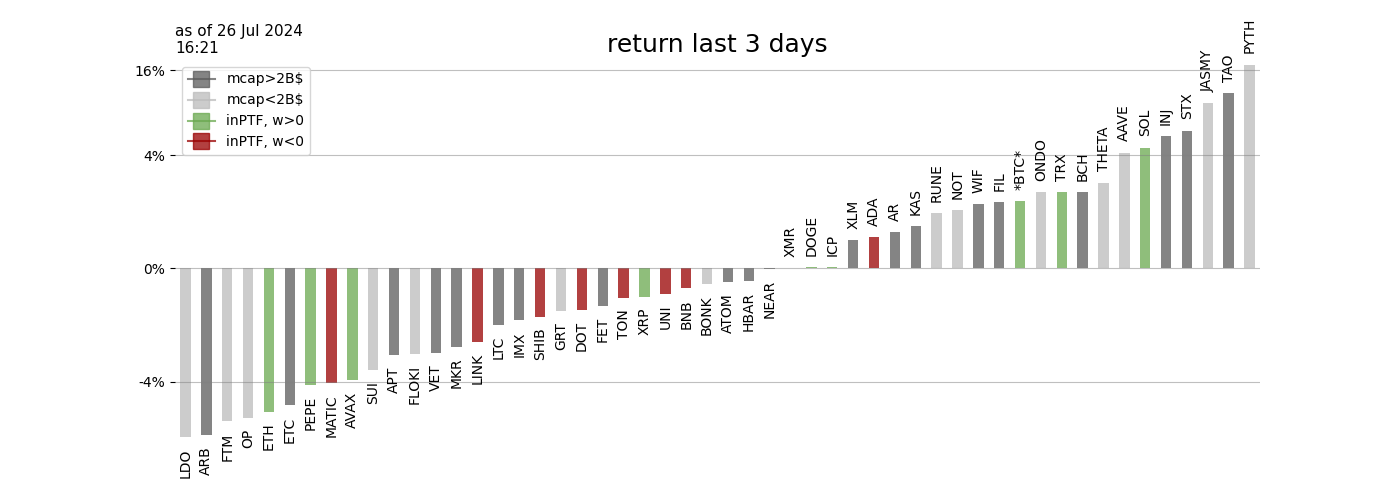 as of 26 Jul 2024
16:21
return last 3 days
16%
4%
0%
-4%
mcap>2B$
mcap<2B$
inPTF, w>0
inPTF, w<0
LDO
ARB
FTM
OP
ETH
ETC
PEPE
MATIC
AVAX
SUI
APT
FLOKI
VET
MKR
LINK
LTC
IMX
SHIB
GRT
DOT
FET
TON
XRP
UNI
BNB
BONK
ATOM
HBAR
NEAR
XMR
DOGE
ICP
XLM
ADA
AR
KAS
RUNE
NOT
WIF
FIL
*BTC*
ONDO
TRX
BCH
THETA
AAVE
SOL
INJ
STX
JASMY
TAO
PYTH